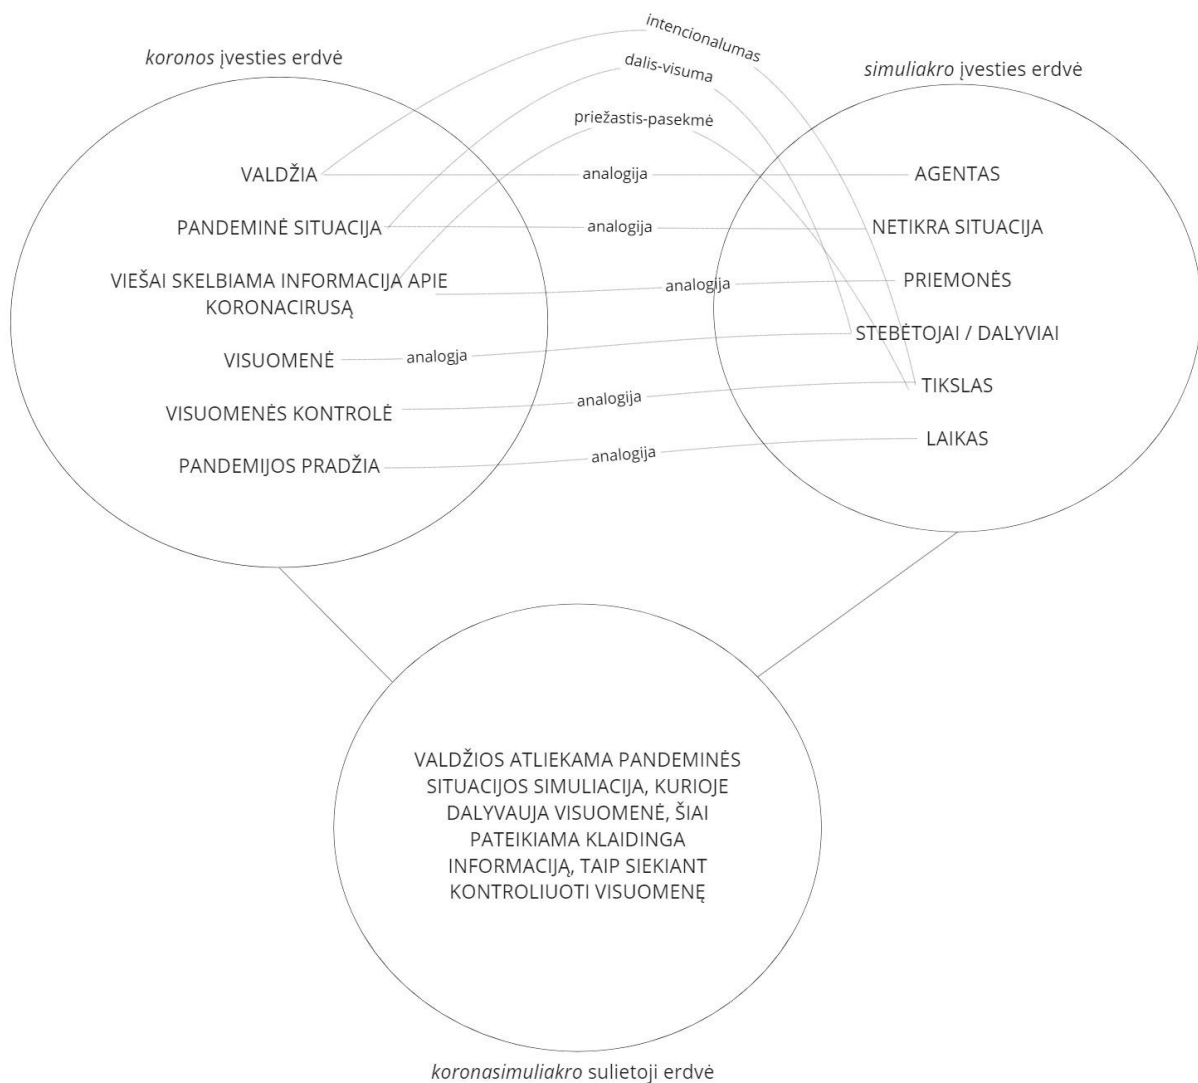 intencionalumas
koronos įvesties erdvė
dalis-visuma
simuliakro įvesties erdvė
priežastis-pasekmė
VALDŽIA
analogija
AGENTAS
PANDEMINĖ SITUACIJA
analogija
NETIKRA SITUACIJA
VIEŠAI SKELBIAMA INFORMACIJA APIE
KORONACIRUSĄ
analogija
PRIEMONĖS
VISUOMENĖ
analogja
STEBĖTOJAI / DALYVIAI
VISUOMENĖS KONTROLĖ
analogija
TIKSLAS
PANDEMIJOS PRADŽIA
analogija
LAIKAS
VALDŽIOS ATLIEKAMA PANDEMINĖS
SITUACIJOS SIMULIACIJA, KURIOJE
DALYVAUJA VISUOMENĖ, ŠIAI
PATEIKIAMA KLAIDINGA
INFORMACIJĄ, TAIP SIEKIANT
KONTROLIUOTI VISUOMENĘ
koronasimuliakro sulietoji erdvė